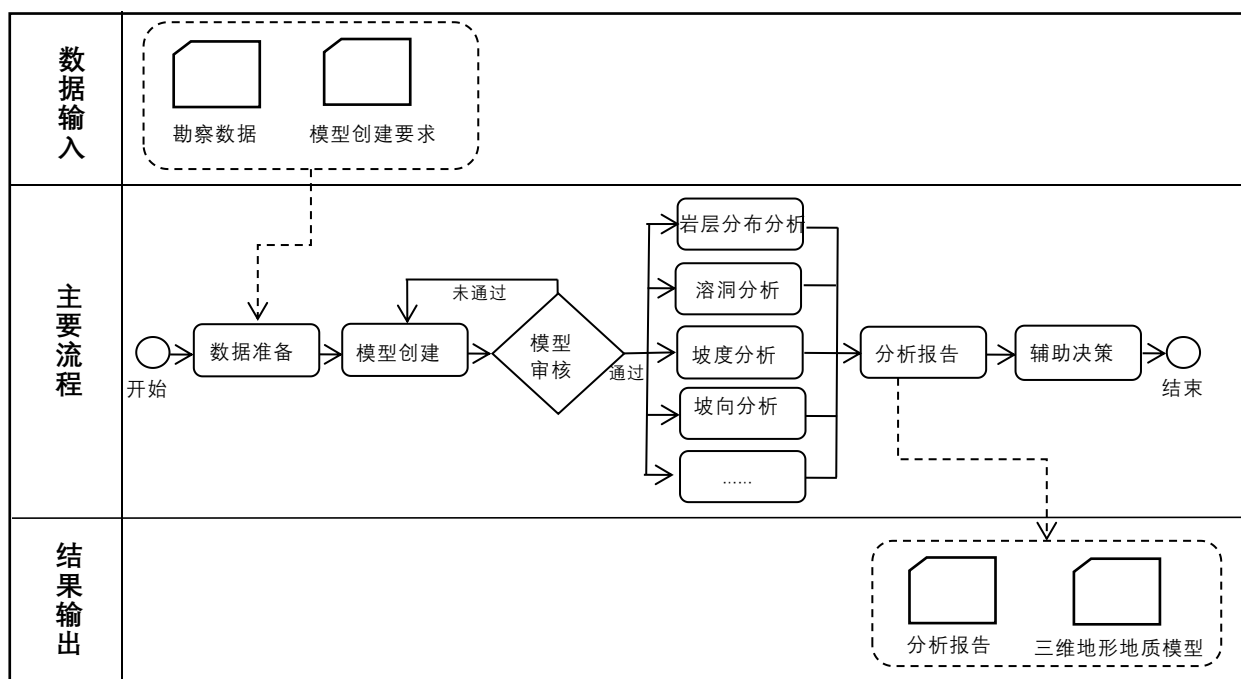 数据输入
勘察数据
模型创建要求
主要流程
开始
数据准备
模型创建
未通过
模型
审核
通过
岩层分布分析
溶洞分析
坡度分析
坡向分析
......
分析报告
辅助决策
结束
结果输出
分析报告
三维地形地质模型